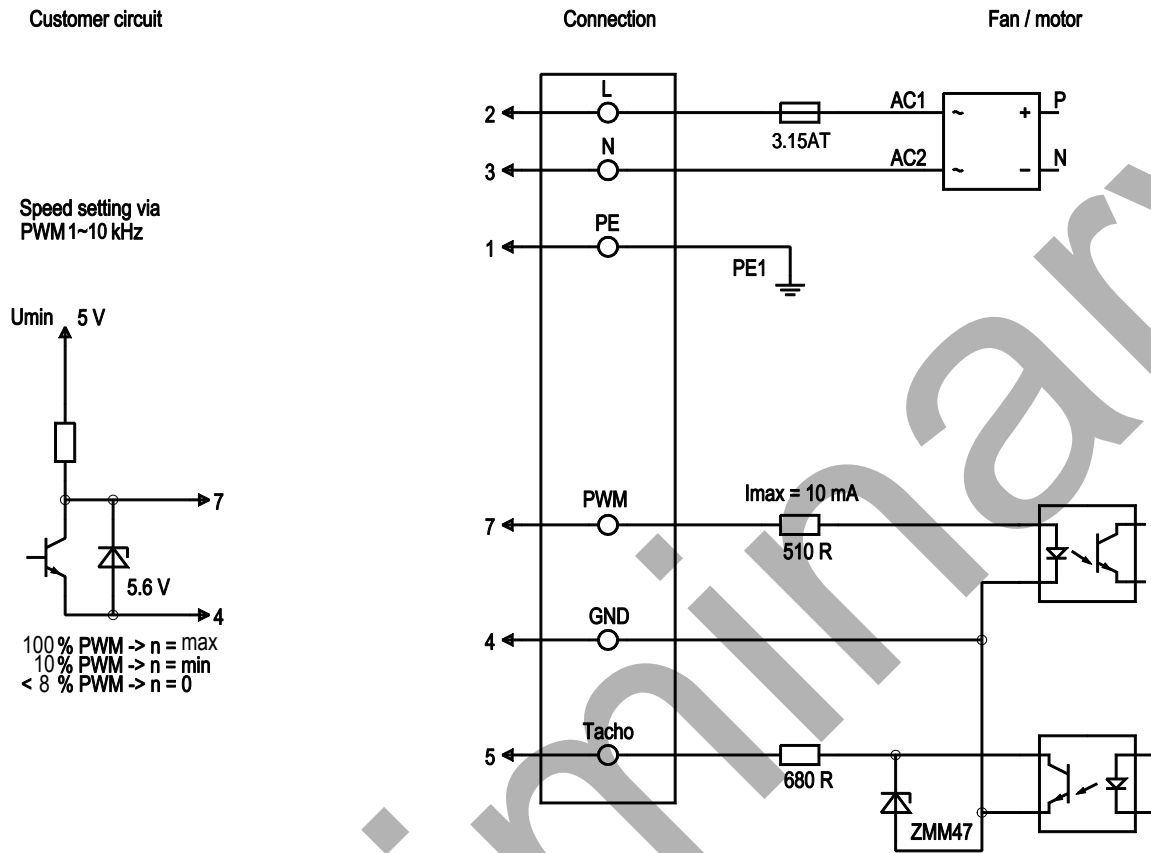 Customer circuit
Connection
Fan / motor
L
2
3.15AT
AC1
~
+
P
N
3
AC2
~
-
N
Speed setting via
PWM 1~10 kHz
PE
1
PE1
Umin 5 V
7
5.6 V
4
100 % PWM -> n = max
10 % PWM -> n = min
< 8 % PWM -> n = 0
PWM
7
Imax = 10 mA
510 R
GND
4
Tacho
5
680 R
ZMM47